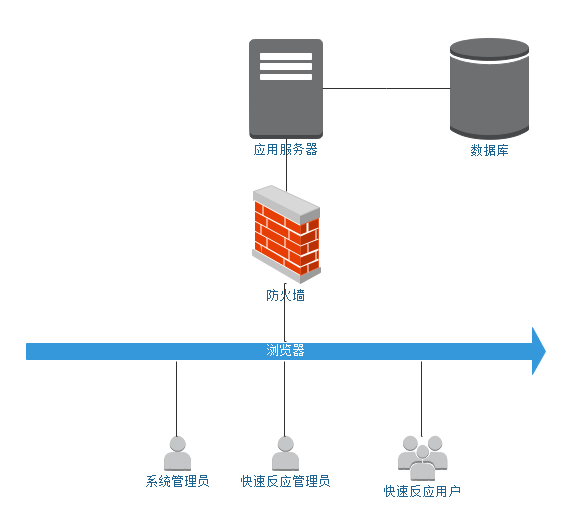 应用服务器
数据库
防火墙
浏览器
系统管理员
快速反应管理员
快速反应用户